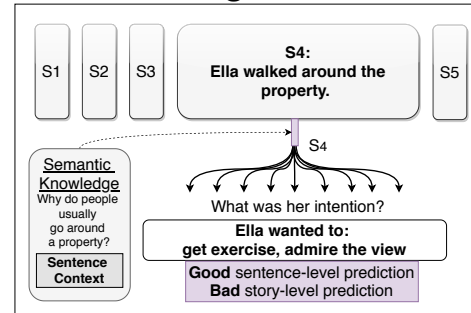 S1
S2
S3
S4:
Ella walked around the
property.
S5
S4
Semantic
Knowledge
Why do people
usually
go around
a property?
Sentence
Context
What was her intention?
Ella wanted to:
get exercise, admire the view
Good sentence-level prediction
Bad story-level prediction